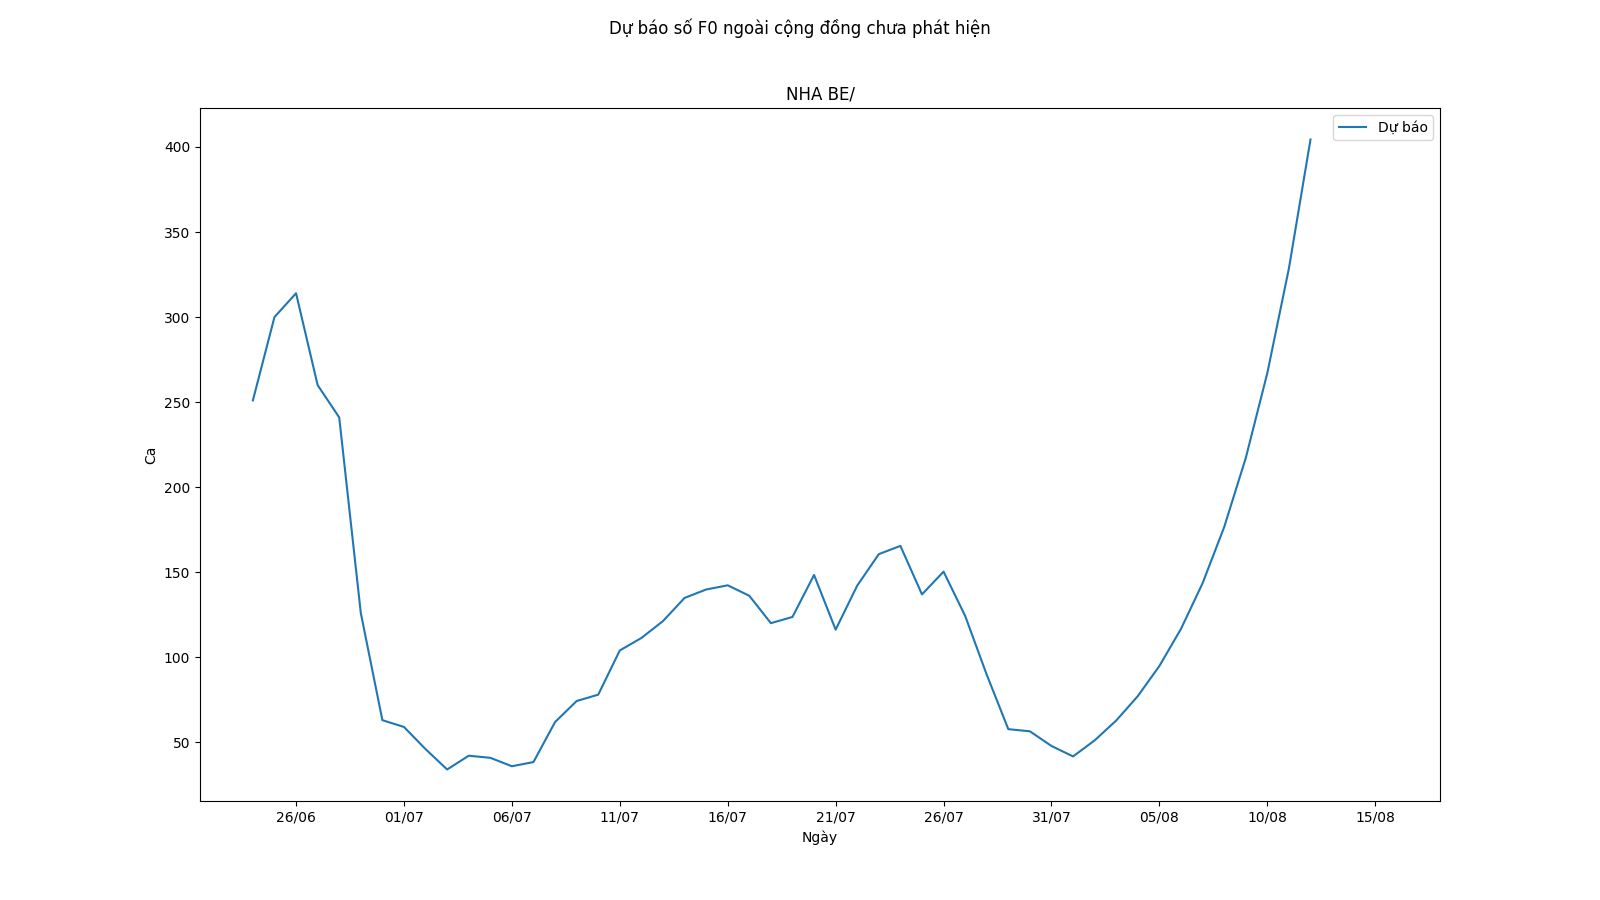 Dự báo số F0 ngoài cộng đồng chưa phát hiện
NHA BE/
Dự báo
400
350
300
250
200
150
100
50
Ca
26/06 01/07 06/07 11/07 16/07 21/07 26/07 31/07 05/08 10/08 15/08
Ngày